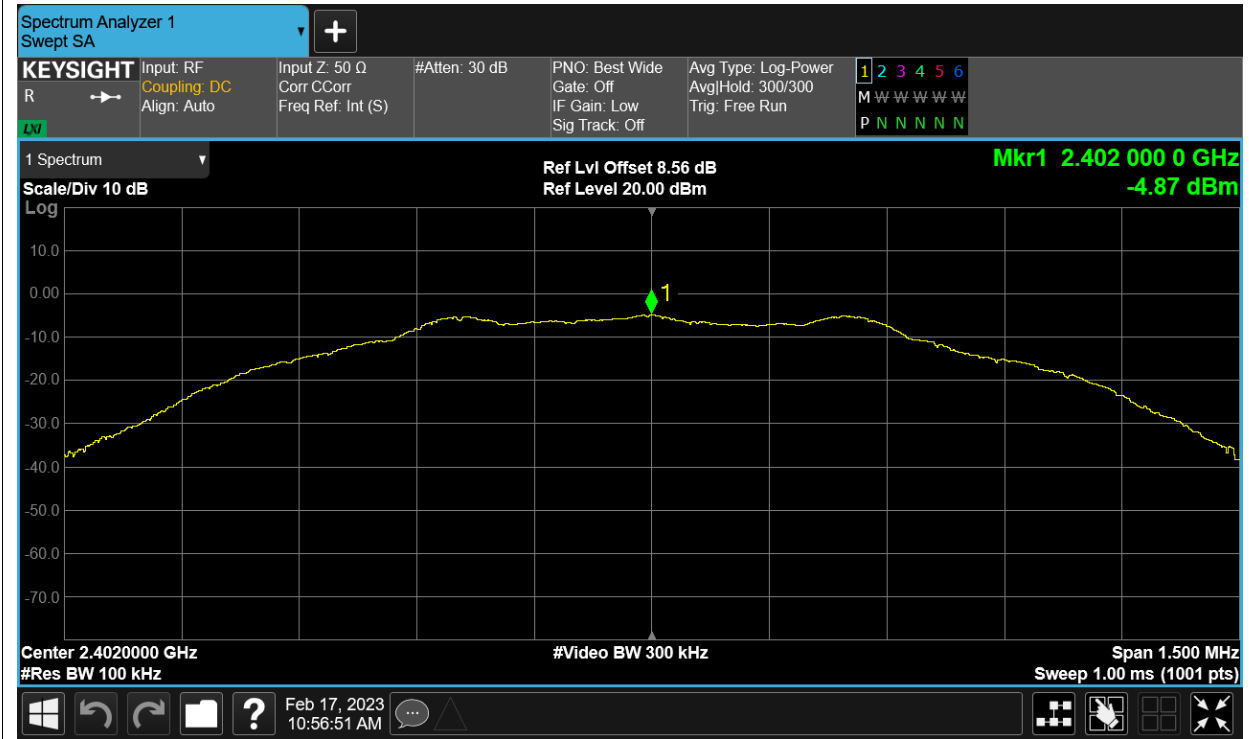 Spectrum Analyzer 1
Swept SA
KEYSIGHT
R
LXI
Input: RF
Coupling: DC
Align: Auto
Input Z: 50 Ω
Corr CCorr
Freq Ref: Int (S)
#Atten: 30 dB
PNO: Best Wide
Gate: Off
IF Gain: Low
Sig Track: Off
Avg Type: Log-Power
Avg|Hold: 300/300
Trig: Free Run
1 2 3 4 5 6
M W W W W W
P N N N N N
1 Spectrum
Scale/Div 10 dB
Log
Ref Lvl Offset 8.56 dB
Ref Level 20.00 dBm
Mkr1 2.402 000 0 GHz
-4.87 dBm
10.0
0.00
1
-10.0
-20.0
-30.0
-40.0
-50.0
-60.0
-70.0
Center 2.4020000 GHz
#Res BW 100 kHz
#Video BW 300 kHz
Span 1.500 MHz
Sweep 1.00 ms (1001 pts)
?
Feb 17, 2023
10:56:51 AM